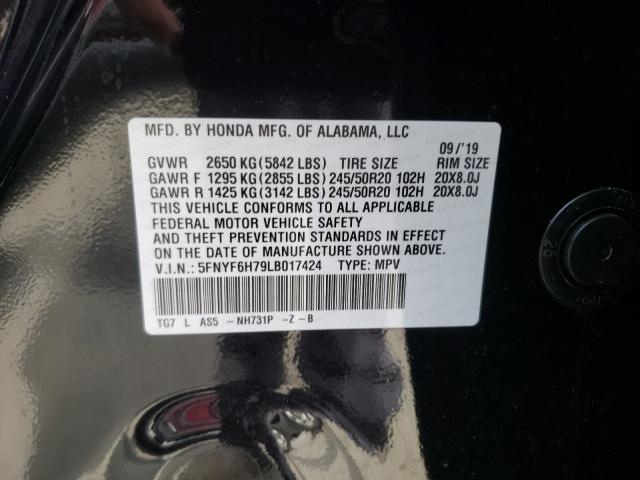 MFD. BY HONDA MFG. OF ALABAMA, LLC 09/'19
GVWR 2650 KG(5842 LBS) TIRE SIZE RIM SIZE
GAWR F 1295 KG(2855 LBS)245/50R20 102H 20X8.0J
GAWR R 1425 KG(3142 LBS)245/50R20 102H 20X8.0J
THIS VEHICLE CONFORMS TO ALL APPLICABLE
FEDERAL MOTOR VEHICLE SAFETY
AND THEFT PREVENTION STANDARDS IN EFFECT
ON THE DATE OF MANUFACTURE SHOWN ABOVE.
V.I.N.: 5FNYF6H79LB017424 TYPE: MPV
TG7 L AS5 -NH731P -Z -B
25